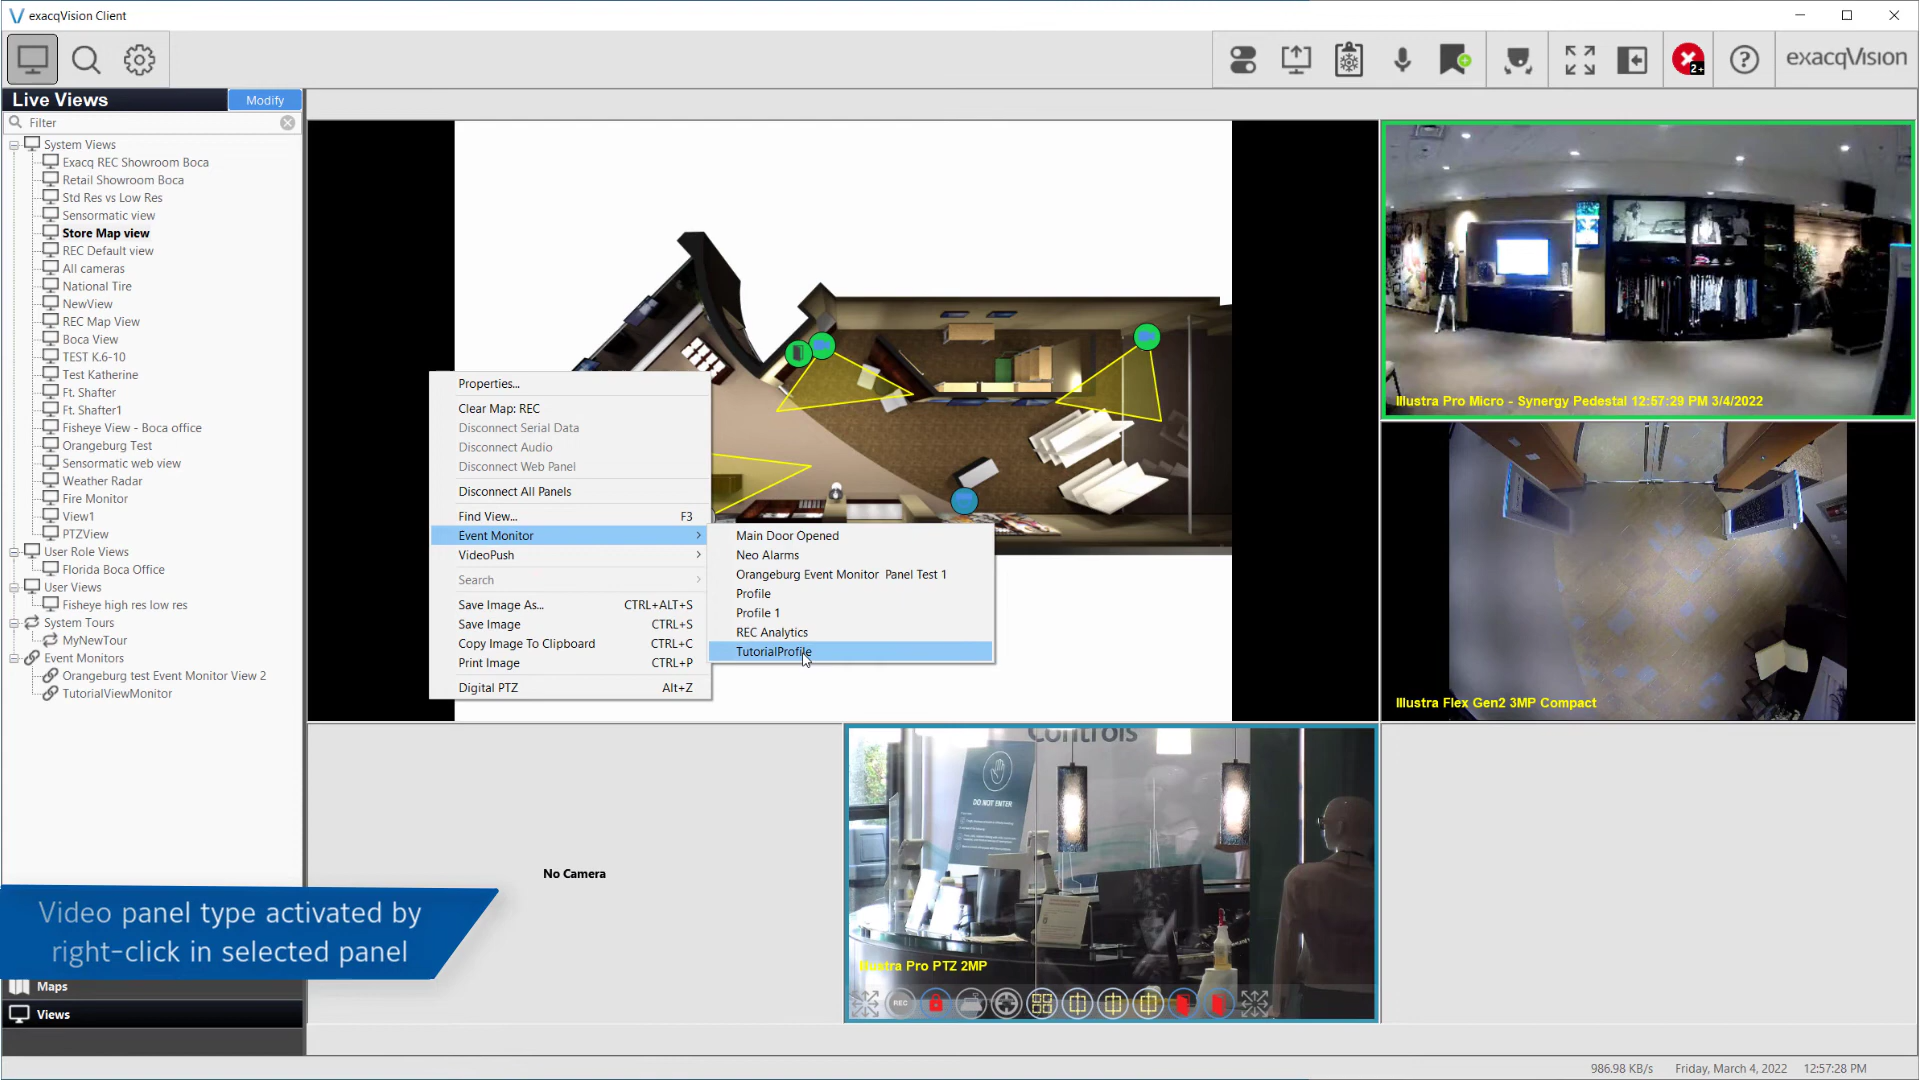 exacqVision Client
exacqVision
2+
Live Views
Modify
Filter
System Views
Exacq REC Showroom Boca
Retail Showroom Boca
Std Res vs Low Res
Sensormatic view
Store Map view
REC Default view
All cameras
National Tire
NewView
REC Map View
Boca View
TEST K.6-10
Test Katherine
Ft. Shafter
Ft. Shafter1
Fisheye View - Boca office
Orangeburg Test
Sensormatic web view
Weather Radar
Fire Monitor
View1
PTZView
User Role Views
Florida Boca Office
User Views
Fisheye high res low res
System Tours
MyNewTour
Event Monitors
Orangeburg test Event Monitor View 2
TutorialViewMonitor
Properties...
Clear Map: REC
Disconnect Serial Data
Disconnect Audio
Disconnect Web Panel
Disconnect All Panels
Find View... F3
Event Monitor
VideoPush
Search
Save Image As... CTRL+ALT+S
Save Image CTRL+S
Copy Image To Clipboard CTRL+C
Print Image CTRL+P
Digital PTZ Alt+Z
Main Door Opened
Neo Alarms
Orangeburg Event Monitor Panel Test 1
Profile
Profile 1
REC Analytics
TutorialProfile
Illustra Pro Micro - Synergy Pedestal 12:57:29 PM 3/4/2022
Illustra Flex Gen2 3MP Compact
No Camera
Controls
DO NOT ENTER
Illustra Pro PTZ 2MP
REC
Video panel type activated by
right-click in selected panel
Maps
Views
986.98 KB/s Friday, March 4, 2022 12:57:28 PM